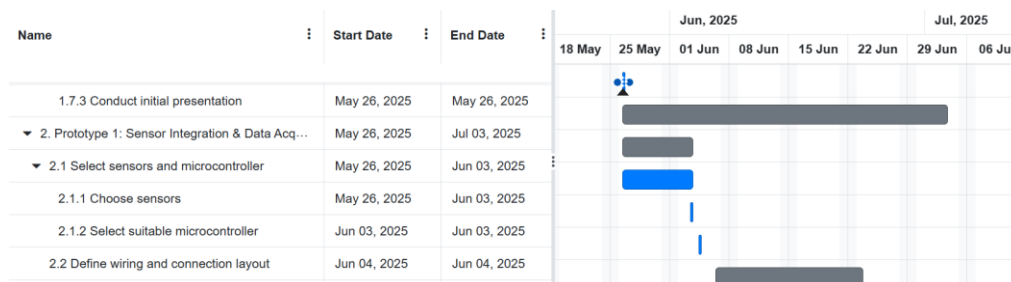 Jun, 2025 Jul, 2025
Name Start Date End Date
18 May 25 May 01 Jun 08 Jun 15 Jun 22 Jun 29 Jun 06 Ju
1.7.3 Conduct initial presentation May 26, 2025 May 26, 2025
2. Prototype 1: Sensor Integration & Data Acq... May 26, 2025 Jul 03, 2025
2.1 Select sensors and microcontroller May 26, 2025 Jun 03, 2025
2.1.1 Choose sensors May 26, 2025 Jun 03, 2025
2.1.2 Select suitable microcontroller Jun 03, 2025 Jun 03, 2025
2.2 Define wiring and connection layout Jun 04, 2025 Jun 04, 2025